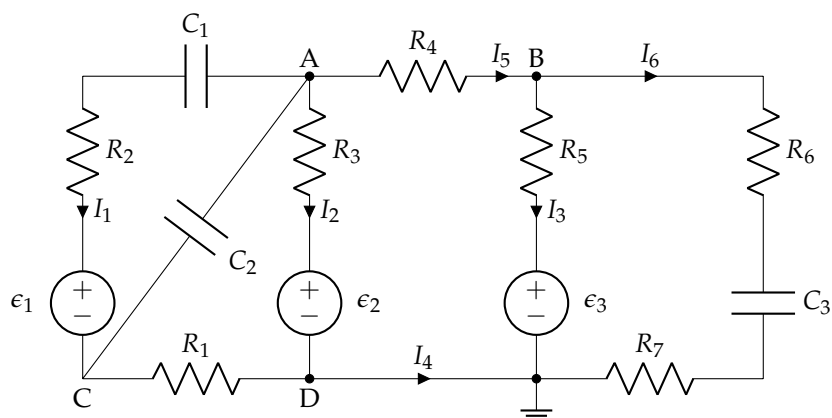 C₁
A
R₄
I₅
B
I₆
R₂
R₃
R₅
R₆
I₁
I₂
I₃
C₂
ϵ₁
+
−
ϵ₂
+
−
ϵ₃
+
−
C₃
R₁
I₄
R₇
C
D